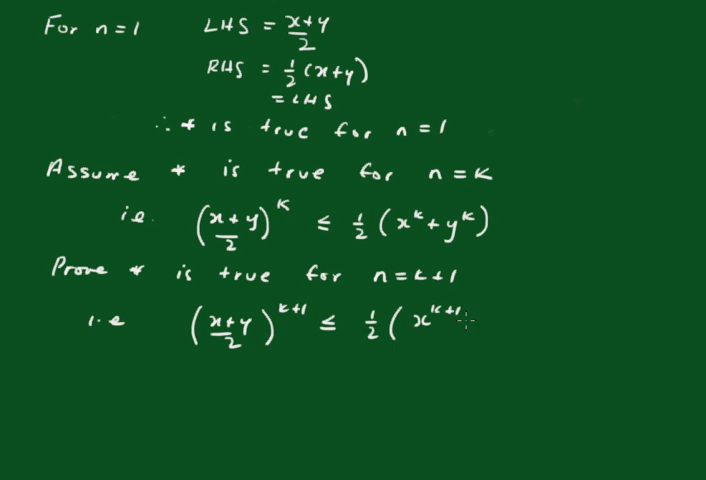 For n = 1 LHS = x+y/2
RHS = 1/2 (x+y)
= LHS
∴ * is true for n = 1
Assume * is true for n = K
i.e. (x+y/2)^K ≤ 1/2 (x^K + y^K)
Prove * is true for n = k+1
i.e (x+y/2)^k+1 ≤ 1/2 ( x^k+1